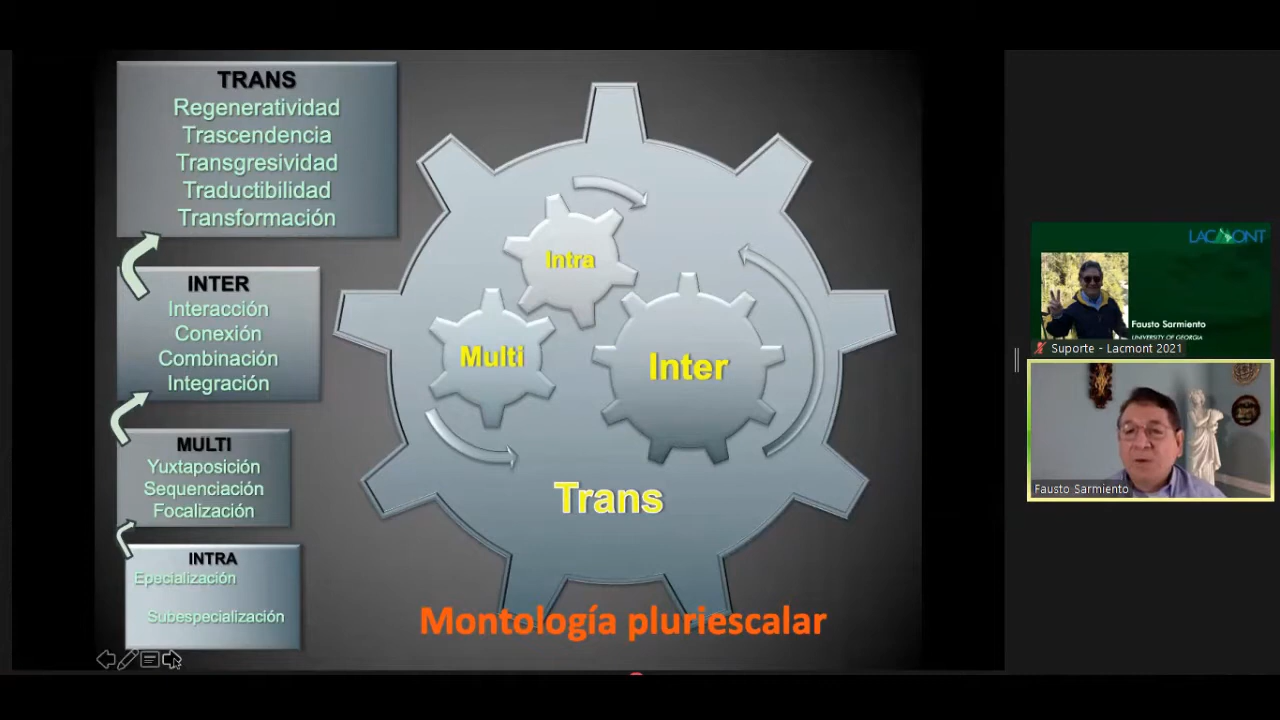 TRANS
Regeneratividad
Trascendencia
Transgresividad
Traductibilidad
Transformación
INTER
Interacción
Conexión
Combinación
Integración
MULTI
Yuxtaposición
Sequenciación
Focalización
INTRA
Epecialización
Subespecialización
Intra
Multi
Inter
Trans
Montología pluriescalar
LACMONT
Fausto Sarmiento
UNIVERSITY OF GEORGIA
Suporte - Lacmont 2021
Fausto Sarmiento